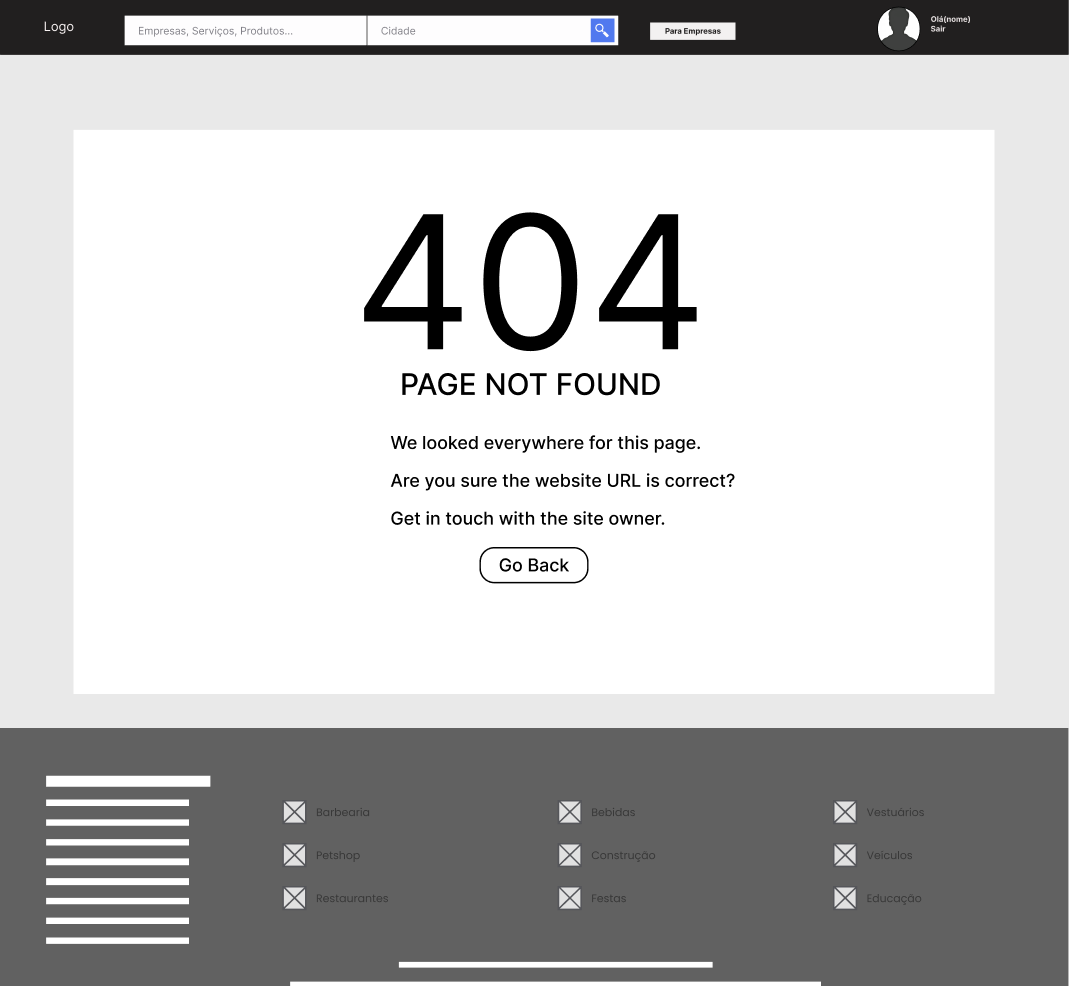 Logo
Empresas, Serviços, Produtos...
Cidade
Para Empresas
Olá(nome)
Sair
404
PAGE NOT FOUND
We looked everywhere for this page.
Are you sure the website URL is correct?
Get in touch with the site owner.
Go Back
Barbearia
Bebidas
Vestuários
Petshop
Construção
Veículos
Restaurantes
Festas
Educação